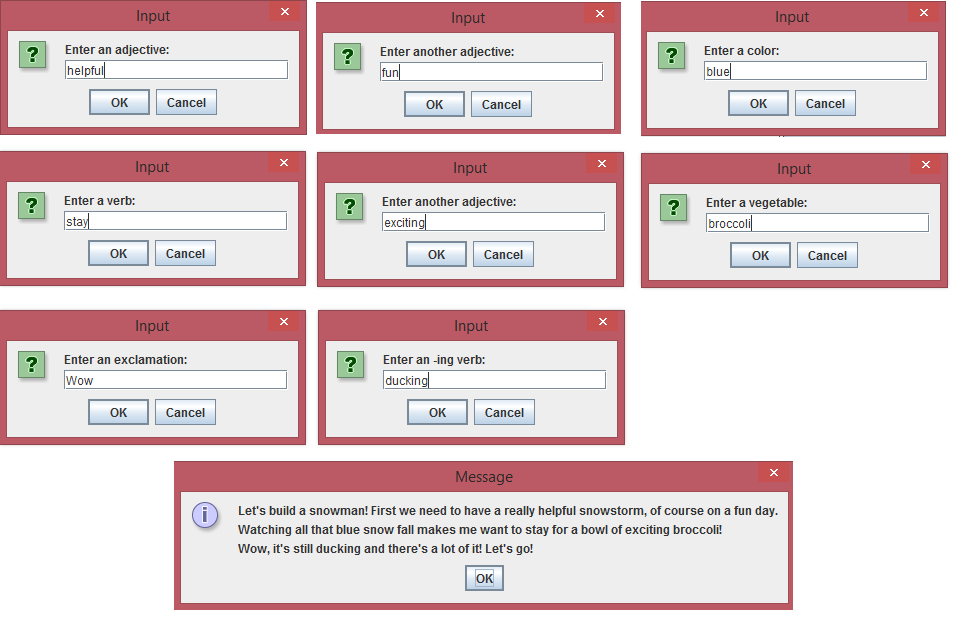 Input
Enter an adjective:
helpful
OK Cancel
Input
Enter another adjective:
fun
OK Cancel
Input
Enter a color:
blue
OK Cancel
Input
Enter a verb:
stay
OK Cancel
Input
Enter another adjective:
exciting
OK Cancel
Input
Enter a vegetable:
broccoli
OK Cancel
Input
Enter an exclamation:
Wow
OK Cancel
Input
Enter an -ing verb:
ducking
OK Cancel
Message
Let's build a snowman! First we need to have a really helpful snowstorm, of course on a fun day.
Watching all that blue snow fall makes me want to stay for a bowl of exciting broccoli!
Wow, it's still ducking and there's a lot of it! Let's go!
OK